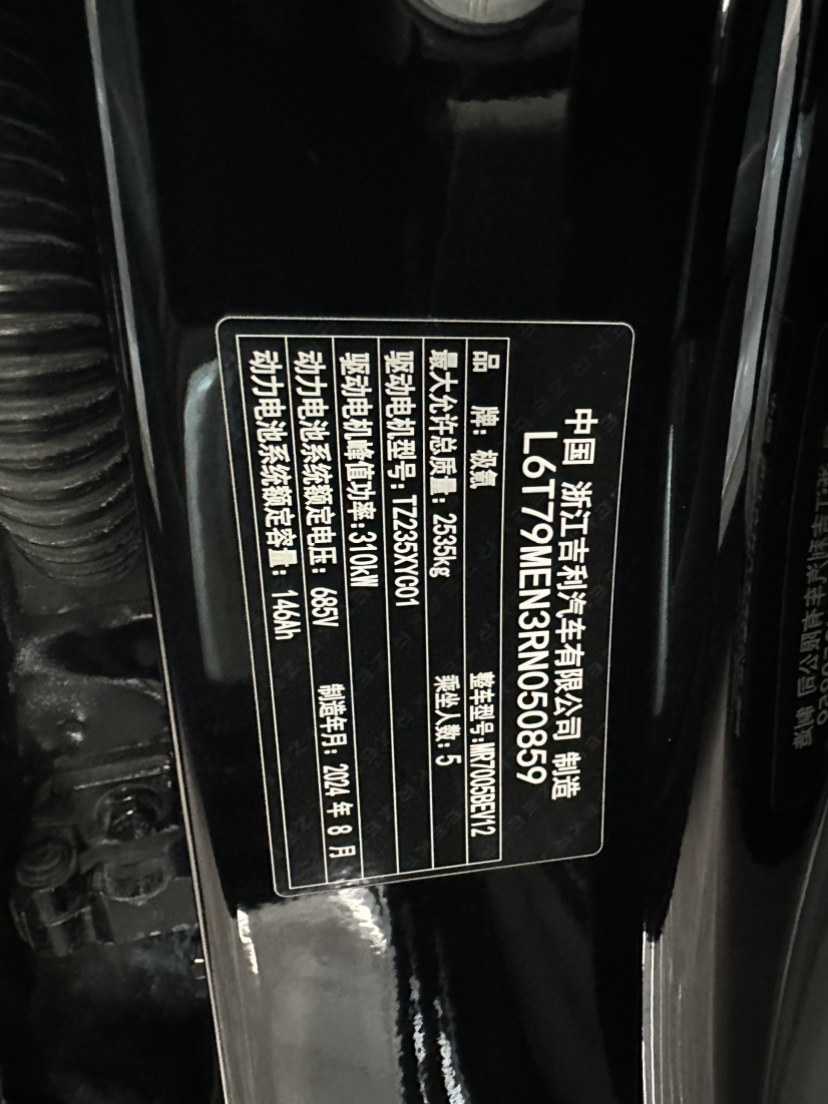 中国 浙江吉利汽车有限公司 制造
L6T79MEN3RN050859
品 牌：极氪 整车型号：MR7005BEV12
最大允许总质量：2535kg 乘坐人数：5
驱动电机型号：TZ235XYC01
驱动电机峰值功率：310kW
动力电池系统额定电压：685V 制造年月：2024年8月
动力电池系统额定容量：146Ah